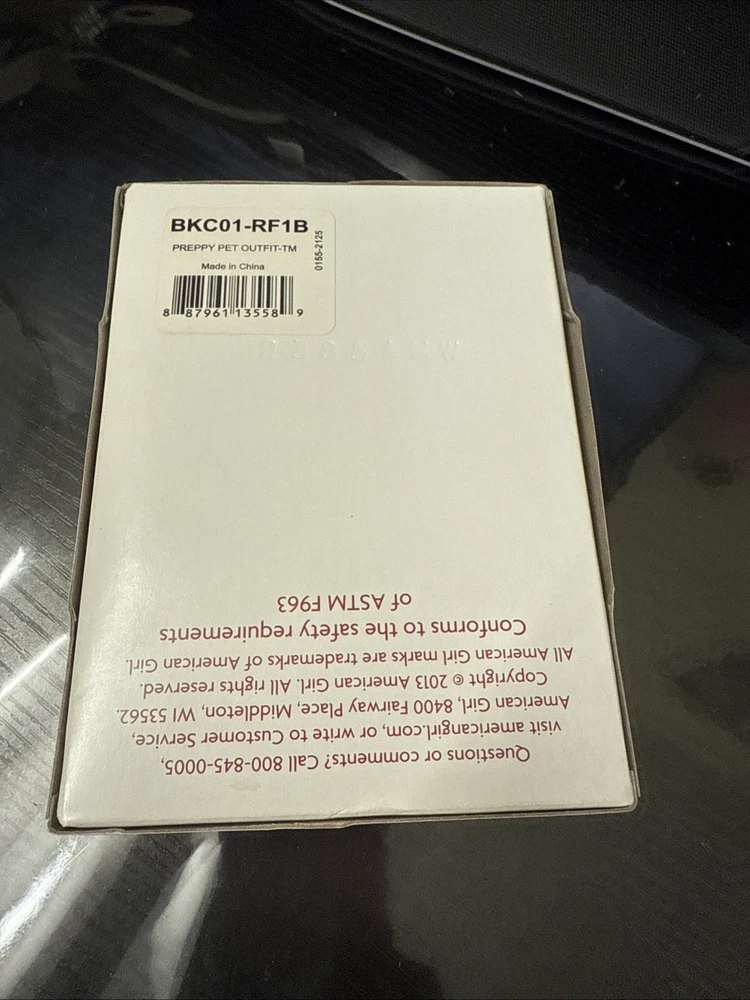 BKC01-RF1B
PREPPY PET OUTFIT-TM
0155-2125
Made in China
8 87961 13558 9
Questions or comments? Call 800-845-0005,
visit americangirl.com, or write to Customer Service,
American Girl, 8400 Fairway Place, Middleton, WI 53562.
Copyright © 2013 American Girl. All rights reserved.
All American Girl marks are trademarks of American Girl.
Conforms to the safety requirements
of ASTM F963